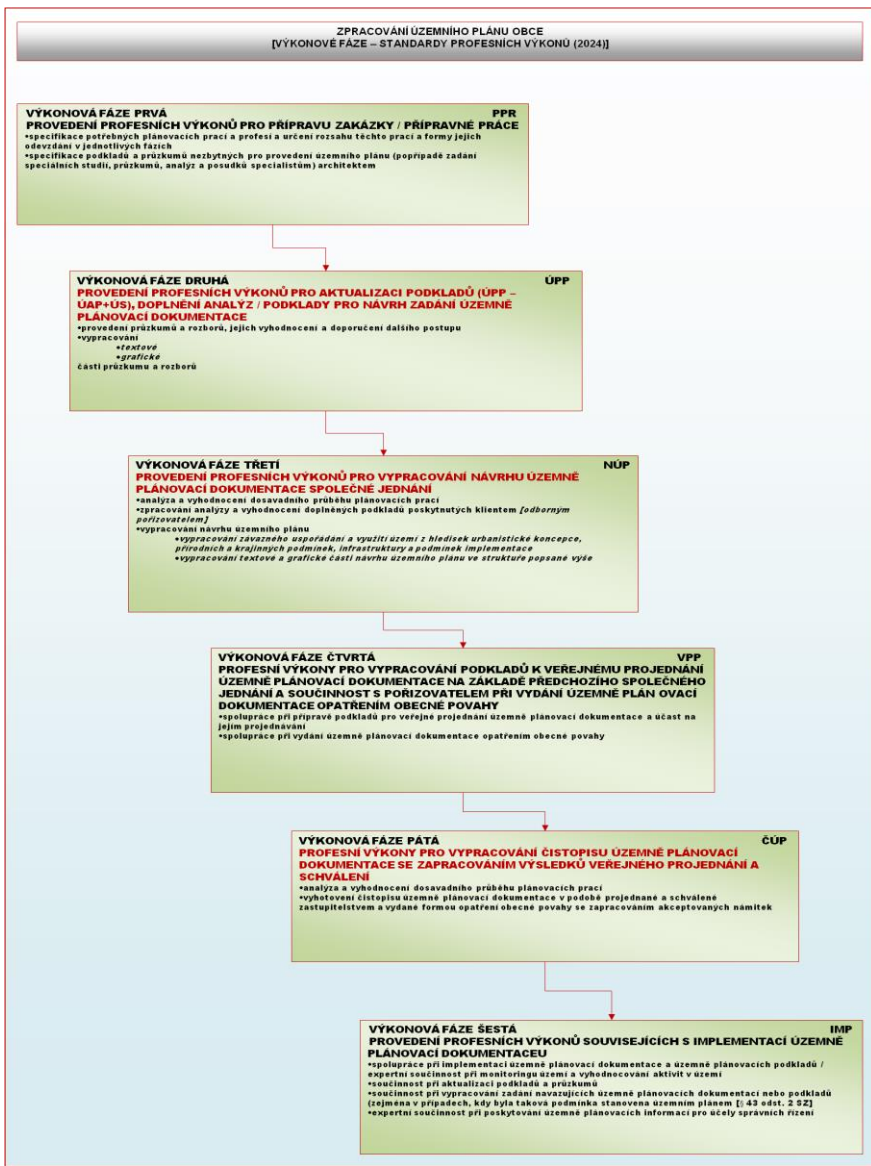 ZPRACOVÁNÍ ÚZEMNÍHO PLÁNU OBCE
[VÝKONOVÉ FÁZE – STANDARDY PROFESNÍCH VÝKONŮ (2024)]
VÝKONOVÁ FÁZE PRVÁ PPR
PROVEDENÍ PROFESNÍCH VÝKONŮ PRO PŘÍPRAVU ZAKÁZKY / PŘÍPRAVNÉ PRÁCE
•specifikace potřebných plánovacích prací a profesí a určení rozsahu těchto prací a formy jejich
odevzdání v jednotlivých fázích
•specifikace podkladů a průzkumů nezbytných pro provedení územního plánu (popřípadě zadání
speciálních studií, průzkumů, analýz a posudků specialistům) architektem
VÝKONOVÁ FÁZE DRUHÁ ÚPP
PROVEDENÍ PROFESNÍCH VÝKONŮ PRO AKTUALIZACI PODKLADŮ (ÚPP –
ÚAP+ÚS), DOPLNĚNÍ ANALÝZ / PODKLADY PRO NÁVRH ZADÁNÍ ÚZEMNĚ
PLÁNOVACÍ DOKUMENTACE
•provedení průzkumů a rozborů, jejich vyhodnocení a doporučení dalšího postupu
•vypracování
•textové
•grafické
části průzkumu a rozborů
VÝKONOVÁ FÁZE TŘETÍ NÚP
PROVEDENÍ PROFESNÍCH VÝKONŮ PRO VYPRACOVÁNÍ NÁVRHU ÚZEMNĚ
PLÁNOVACÍ DOKUMENTACE SPOLEČNÉ JEDNÁNÍ
•analýza a vyhodnocení dosavadního průběhu plánovacích prací
•zpracování analýzy a vyhodnocení doplněných podkladů poskytnutých klientem [odborným
pořizovatelem]
•vypracování návrhu územního plánu
•vypracování závazného uspořádání a využití území z hledisek urbanistické koncepce,
přírodních a krajinných podmínek, infrastruktury a podmínek implementace
•vypracování textové a grafické části návrhu územního plánu ve struktuře popsané výše
VÝKONOVÁ FÁZE ČTVRTÁ VPP
PROFESNÍ VÝKONY PRO VYPRACOVÁNÍ PODKLADŮ K VEŘEJNÉMU PROJEDNÁNÍ
ÚZEMNĚ PLÁNOVACÍ DOKUMENTACE NA ZÁKLADĚ PŘEDCHOZÍHO SPOLEČNÉHO
JEDNÁNÍ A SOUČINNOST S POŘIZOVATELEM PŘI VYDÁNÍ ÚZEMNĚ PLÁN OVACÍ
DOKUMENTACE OPATŘENÍM OBECNÉ POVAHY
•spolupráce při přípravě podkladů pro veřejné projednání územně plánovací dokumentace a účast na
jejím projednávání
•spolupráce při vydání územně plánovací dokumentace opatřením obecné povahy
VÝKONOVÁ FÁZE PÁTÁ ČÚP
PROFESNÍ VÝKONY PRO VYPRACOVÁNÍ ČISTOPISU ÚZEMNĚ PLÁNOVACÍ
DOKUMENTACE SE ZAPRACOVÁNÍM VÝSLEDKŮ VEŘEJNÉHO PROJEDNÁNÍ A
SCHVÁLENÍ
•analýza a vyhodnocení dosavadního průběhu plánovacích prací
•vyhotovení čistopisu územně plánovací dokumentace v podobě projednané a schválené
zastupitelstvem a vydané formou opatření obecné povahy se zapracováním akceptovaných námitek
VÝKONOVÁ FÁZE ŠESTÁ IMP
PROVEDENÍ PROFESNÍCH VÝKONŮ SOUVISEJÍCÍCH S IMPLEMENTACÍ ÚZEMNĚ
PLÁNOVACÍ DOKUMENTACEU
•spolupráce při implementaci územně plánovací dokumentace a územně plánovacích podkladů /
expertní součinnost při monitoringu území a vyhodnocování aktivit v území
•součinnost při aktualizaci podkladů a průzkumů
•součinnost při vypracování zadání navazujících územně plánovacích dokumentací nebo podkladů
(zejména v případech, kdy byla taková podmínka stanovena územním plánem [§ 43 odst. 2 SZ]
•expertní součinnost při poskytování územně plánovacích informací pro účely správních řízení